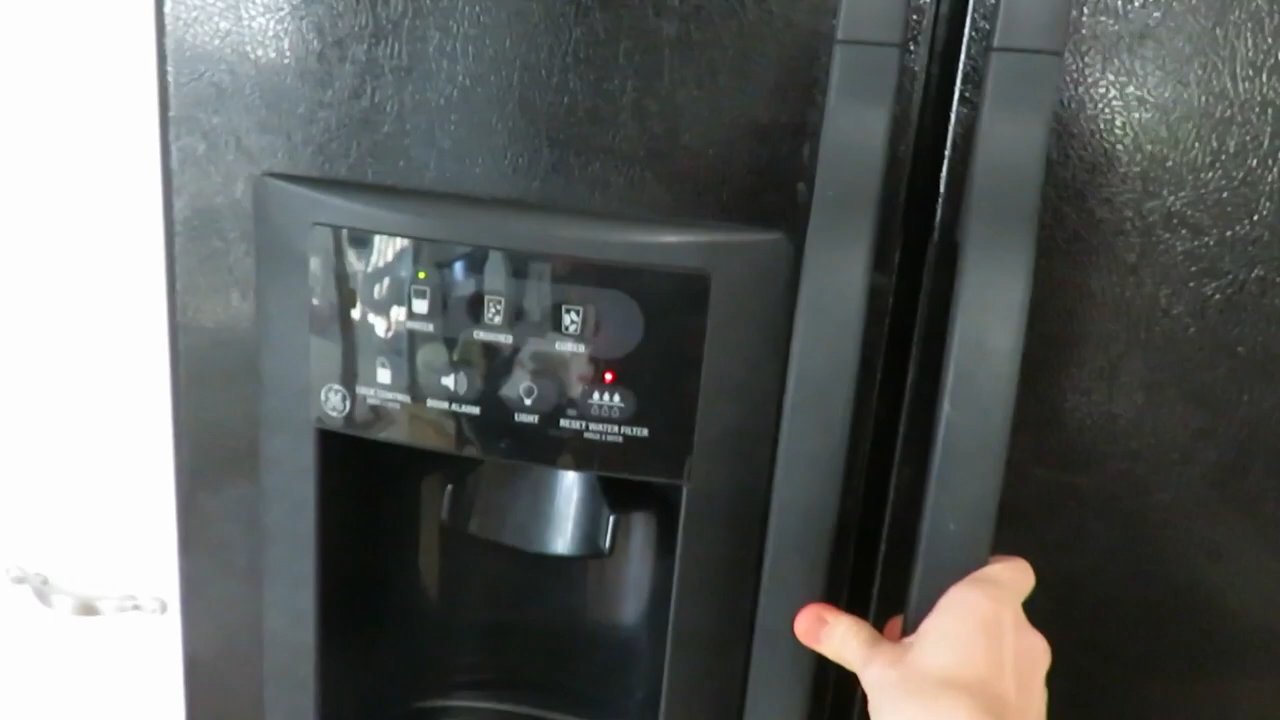 WATER
CRUSHED
CUBED
LOCK CONTROL
DOOR ALARM
LIGHT
RESET WATER FILTER
HOLD 3 SECS
GE